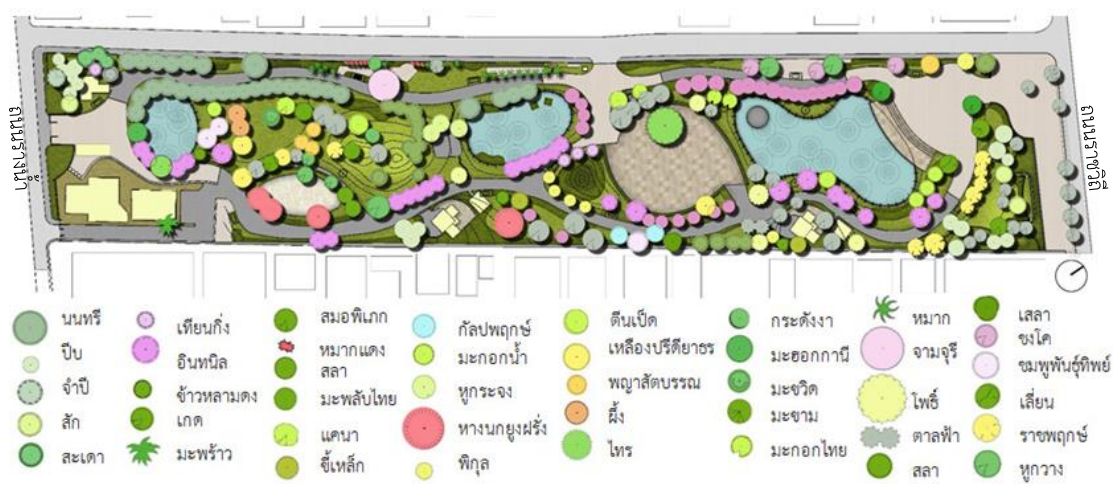 ถนนรางน้ำ
ถนนราชวิถี
นนทรี
ปีบ
จำปี
สัก
สะเดา
เทียนกิ่ง
อินทนิล
ข้าวหลามดง
เกด
มะพร้าว
สมอพิเภก
หมากแดง
สลา
มะพลับไทย
แคนา
ขี้เหล็ก
กัลปพฤกษ์
มะกอกน้ำ
หูกระจง
หางนกยูงฝรั่ง
พิกุล
ตีนเป็ด
เหลืองปรีดียาธร
พญาสัตบรรณ
ผึ้ง
ไทร
กระดังงา
มะฮอกกานี
มะขวิด
มะขาม
มะกอกไทย
หมาก
จามจุรี
โพธิ์
ตาลฟ้า
สลา
เสลา
ชงโค
ชมพูพันธุ์ทิพย์
เลี่ยน
ราชพฤกษ์
หูกวาง